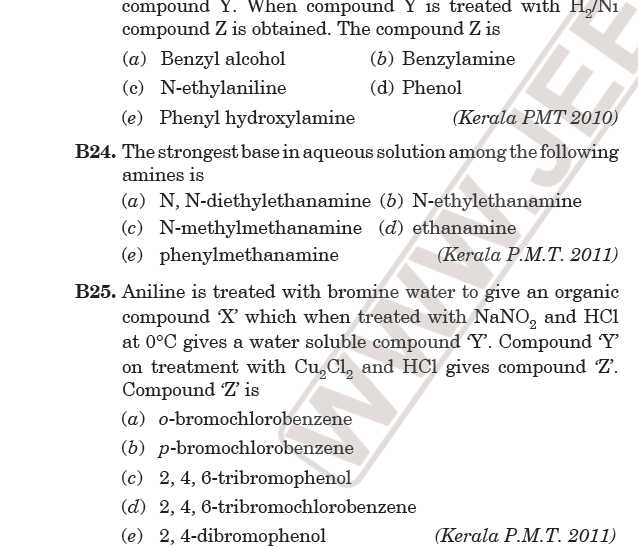 compound Y. When compound Y is treated with H₂/Ni
compound Z is obtained. The compound Z is
(a) Benzyl alcohol (b) Benzylamine
(c) N-ethylaniline (d) Phenol
(e) Phenyl hydroxylamine (Kerala PMT 2010)
B24. The strongest base in aqueous solution among the following
amines is
(a) N, N-diethylethanamine (b) N-ethylethanamine
(c) N-methylmethanamine (d) ethanamine
(e) phenylmethanamine (Kerala P.M.T. 2011)
B25. Aniline is treated with bromine water to give an organic
compound ‘X’ which when treated with NaNO₂ and HCl
at 0°C gives a water soluble compound ‘Y’. Compound ‘Y’
on treatment with Cu₂Cl₂ and HCl gives compound ‘Z’.
Compound ‘Z’ is
(a) o-bromochlorobenzene
(b) p-bromochlorobenzene
(c) 2, 4, 6-tribromophenol
(d) 2, 4, 6-tribromochlorobenzene
(e) 2, 4-dibromophenol (Kerala P.M.T. 2011)
WWW.JEE